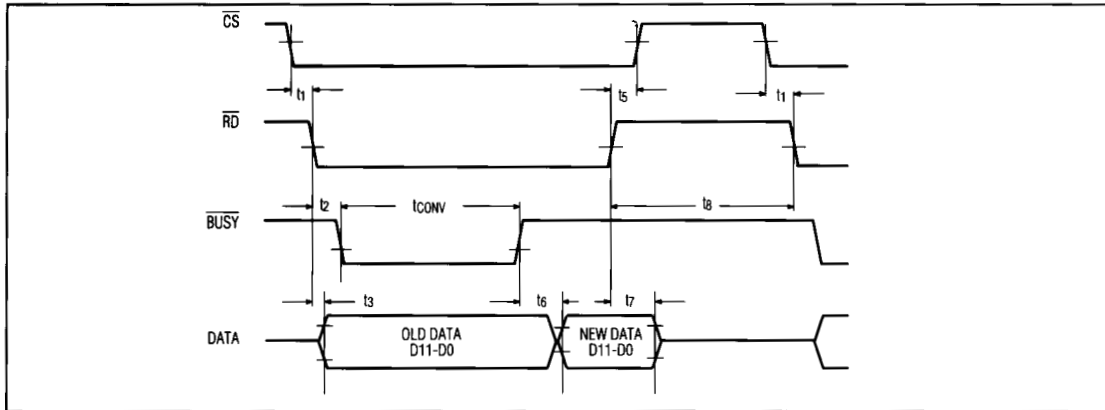 CS
t1 t5 t1
RD
t2 tCONV t8
BUSY
t3 t6 t7
DATA
OLD DATA NEW DATA
D11-D0 D11-D0